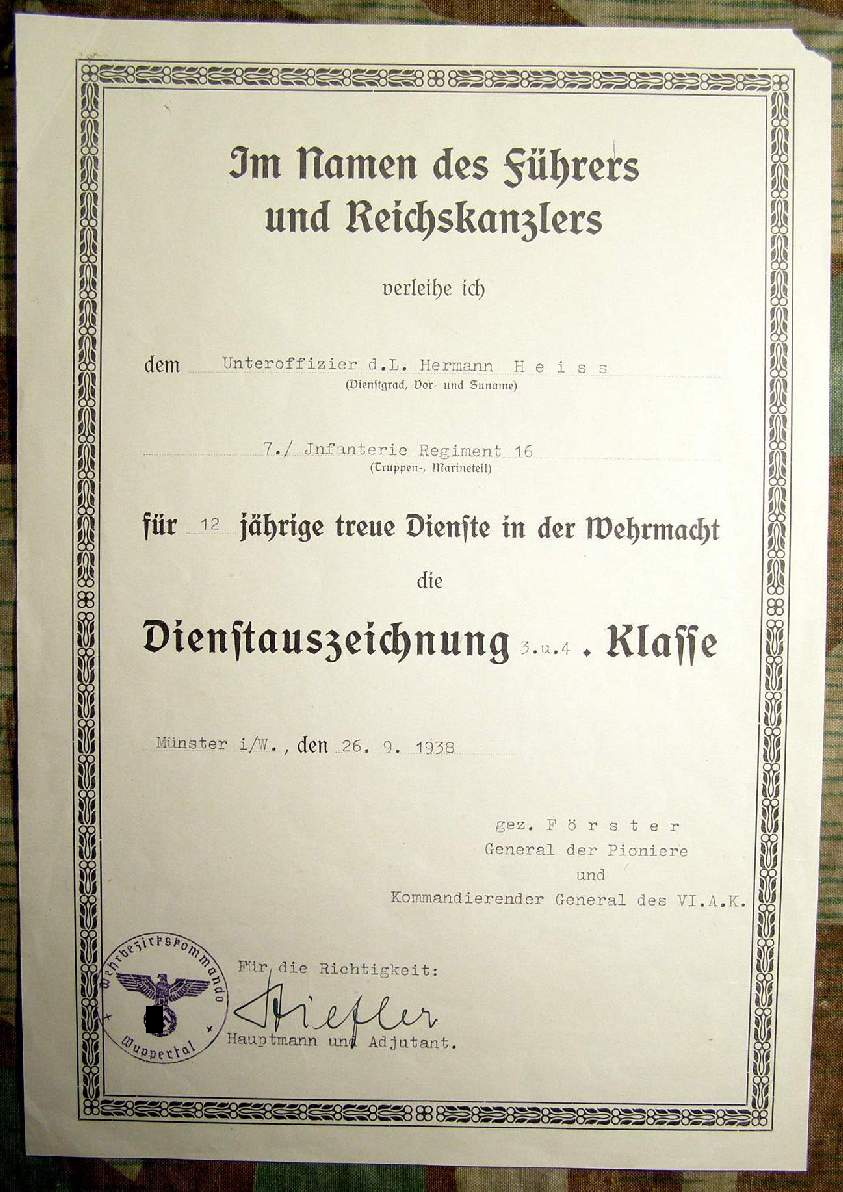 Im Namen des Führers
und Reichskanzlers
verleihe ich
dem Unteroffizier d.L. Hermann H e i s s
(Dienstgrad, Vor- und Zuname)
7./ Jnfanterie Regiment 16
(Truppen-, Marineteil)
für 12 jährige treue Dienste in der Wehrmacht
die
Dienstauszeichnung 3.u.4 . Klasse
Münster i/W., den 26. 9. 1938
gez. F ö r s t e r
General der Pioniere
und
Kommandierender General des VI.A.K.
Für die Richtigkeit:
Hauptmann und Adjutant.
Wehrbezirkskommando
Wuppertal